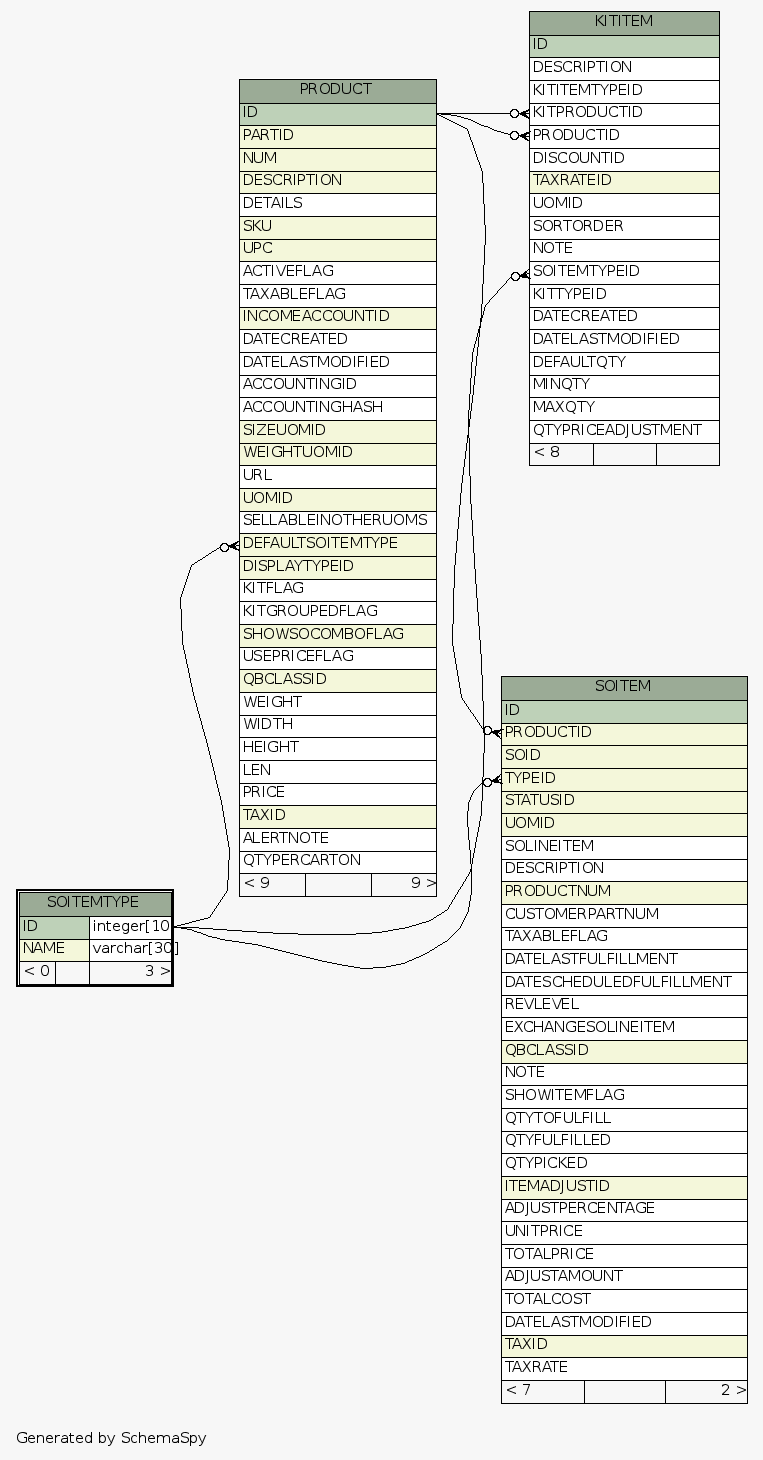 KITITEM
ID
DESCRIPTION
KITITEMTYPEID
KITPRODUCTID
PRODUCTID
DISCOUNTID
TAXRATEID
UOMID
SORTORDER
NOTE
SOITEMTYPEID
KITTYPEID
DATECREATED
DATELASTMODIFIED
DEFAULTQTY
MINQTY
MAXQTY
QTYPRICEADJUSTMENT
< 8
PRODUCT
ID
PARTID
NUM
DESCRIPTION
DETAILS
SKU
UPC
ACTIVEFLAG
TAXABLEFLAG
INCOMEACCOUNTID
DATECREATED
DATELASTMODIFIED
ACCOUNTINGID
ACCOUNTINGHASH
SIZEUOMID
WEIGHTUOMID
URL
UOMID
SELLABLEINOTHERUOMS
DEFAULTSOITEMTYPE
DISPLAYTYPEID
KITFLAG
KITGROUPEDFLAG
SHOWSOCOMBOFLAG
USEPRICEFLAG
QBCLASSID
WEIGHT
WIDTH
HEIGHT
LEN
PRICE
TAXID
ALERTNOTE
QTYPERCARTON
< 9 9 >
SOITEM
ID
PRODUCTID
SOID
TYPEID
STATUSID
UOMID
SOLINEITEM
DESCRIPTION
PRODUCTNUM
CUSTOMERPARTNUM
TAXABLEFLAG
DATELASTFULFILLMENT
DATESCHEDULEDFULFILLMENT
REVLEVEL
EXCHANGESOLINEITEM
QBCLASSID
NOTE
SHOWITEMFLAG
QTYTOFULFILL
QTYFULFILLED
QTYPICKED
ITEMADJUSTID
ADJUSTPERCENTAGE
UNITPRICE
TOTALPRICE
ADJUSTAMOUNT
TOTALCOST
DATELASTMODIFIED
TAXID
TAXRATE
< 7 2 >
SOITEMTYPE
ID integer[10
NAME varchar[30]
< 0 3 >
Generated by SchemaSpy